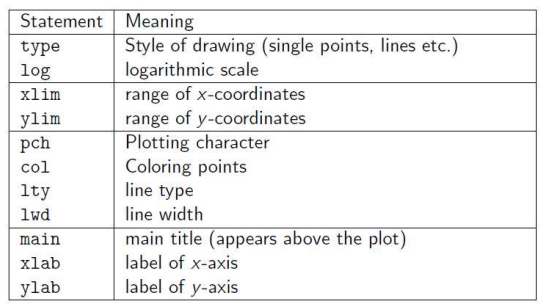 Statement Meaning
type Style of drawing (single points, lines etc.)
log logarithmic scale
xlim range of x-coordinates
ylim range of y-coordinates
pch Plotting character
col Coloring points
lty line type
lwd line width
main main title (appears above the plot)
xlab label of x-axis
ylab label of y-axis